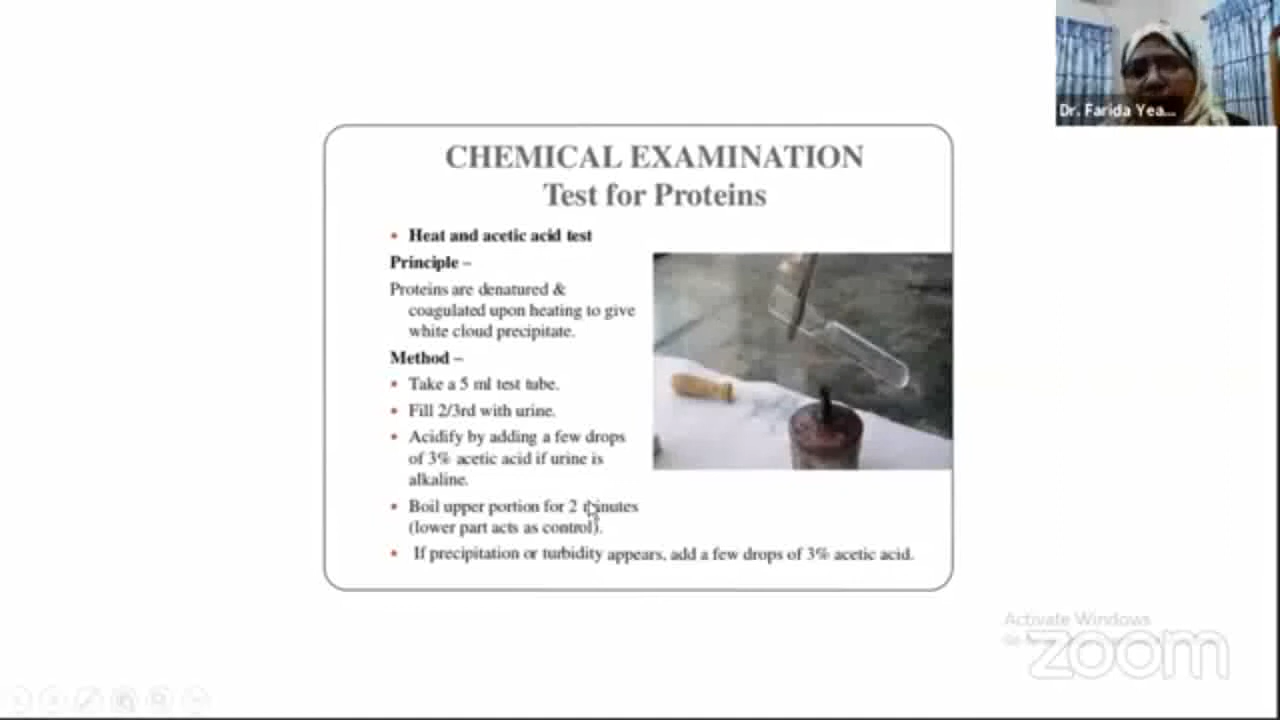 Dr. Farida Yea...
CHEMICAL EXAMINATION
Test for Proteins
• Heat and acetic acid test
Principle –
Proteins are denatured &
coagulated upon heating to give
white cloud precipitate.
Method –
• Take a 5 ml test tube.
• Fill 2/3rd with urine.
• Acidify by adding a few drops
of 3% acetic acid if urine is
alkaline.
• Boil upper portion for 2 minutes
(lower part acts as control).
• If precipitation or turbidity appears, add a few drops of 3% acetic acid.
Activate Windows
zoom